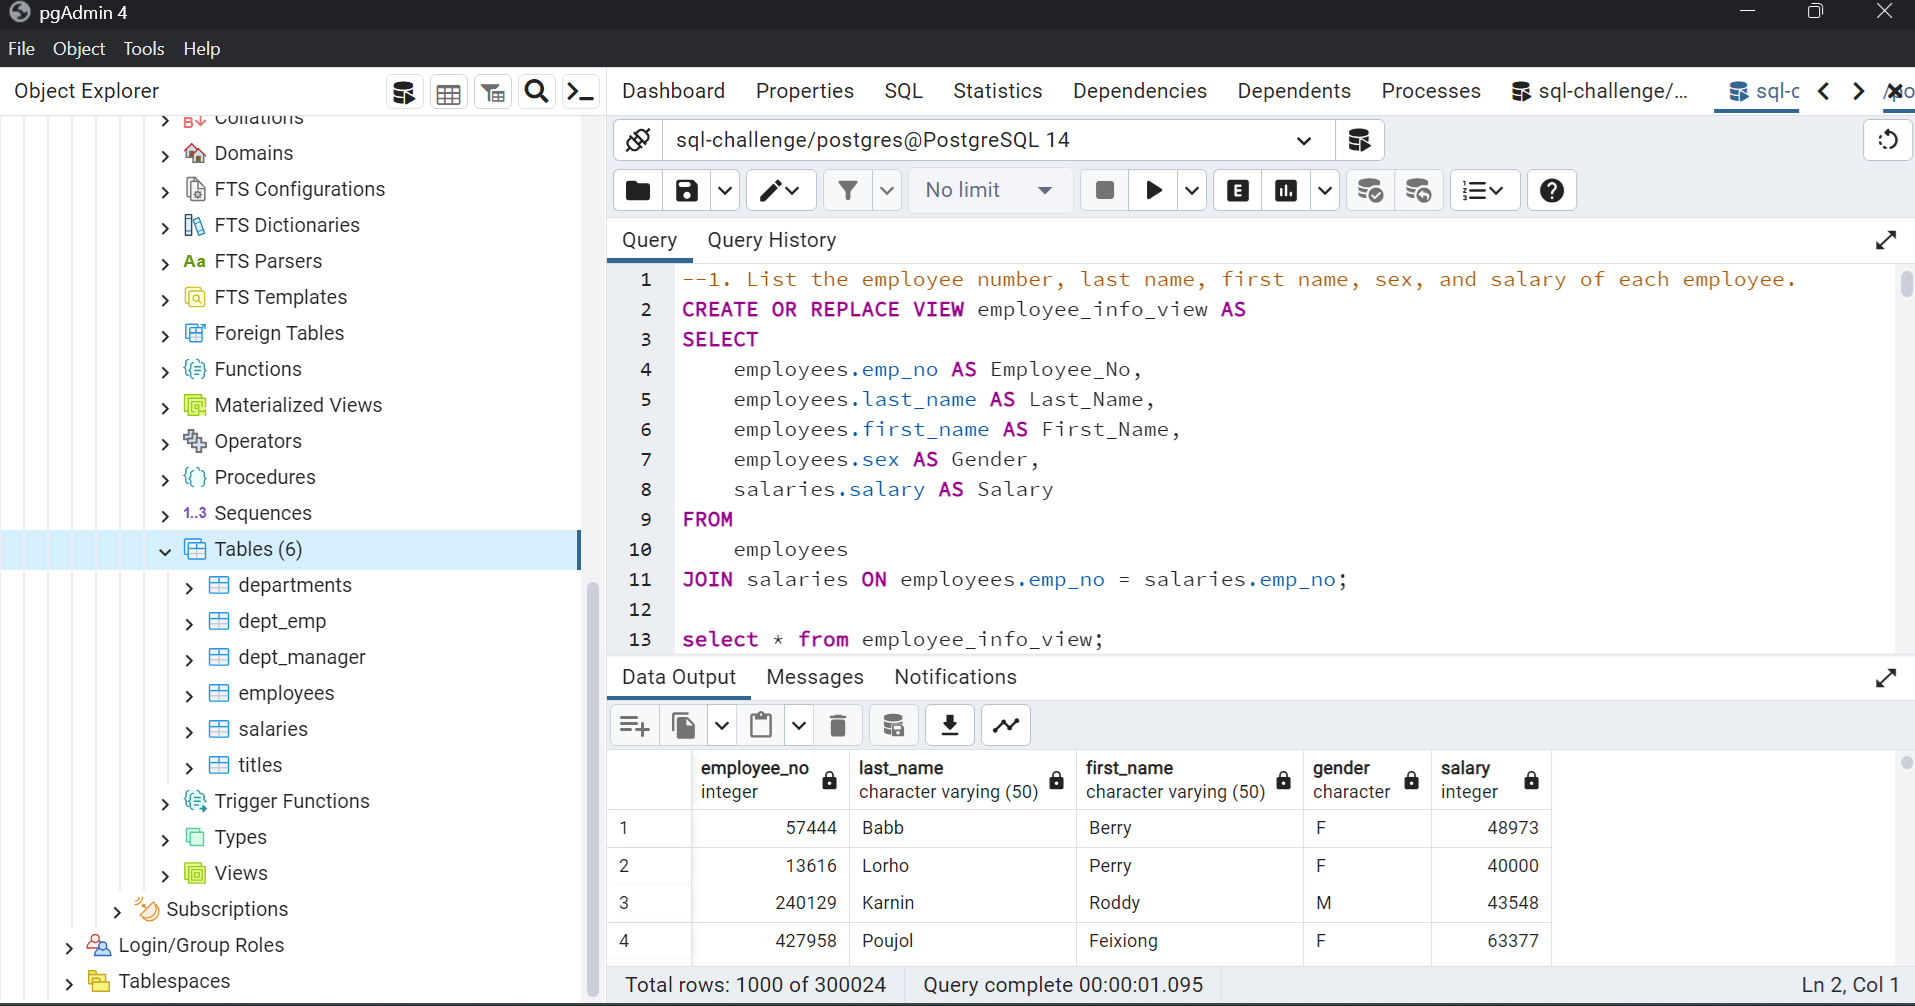 pgAdmin 4
File Object Tools Help
Object Explorer
Dashboard Properties SQL Statistics Dependencies Dependents Processes sql-challenge/... sql-c
sql-challenge/postgres@PostgreSQL 14
No limit
Query Query History
Collations
Domains
FTS Configurations
FTS Dictionaries
Aa FTS Parsers
FTS Templates
Foreign Tables
Functions
Materialized Views
Operators
Procedures
1..3 Sequences
Tables (6)
departments
dept_emp
dept_manager
employees
salaries
titles
Trigger Functions
Types
Views
Subscriptions
Login/Group Roles
Tablespaces
1 --1. List the employee number, last name, first name, sex, and salary of each employee.
2 CREATE OR REPLACE VIEW employee_info_view AS
3 SELECT
4 employees.emp_no AS Employee_No,
5 employees.last_name AS Last_Name,
6 employees.first_name AS First_Name,
7 employees.sex AS Gender,
8 salaries.salary AS Salary
9 FROM
10 employees
11 JOIN salaries ON employees.emp_no = salaries.emp_no;
12
13 select * from employee_info_view;
Data Output Messages Notifications
employee_no last_name first_name gender salary
integer character varying (50) character varying (50) character integer
1 57444 Babb Berry F 48973
2 13616 Lorho Perry F 40000
3 240129 Karnin Roddy M 43548
4 427958 Poujol Feixiong F 63377
Total rows: 1000 of 300024 Query complete 00:00:01.095 Ln 2, Col 1